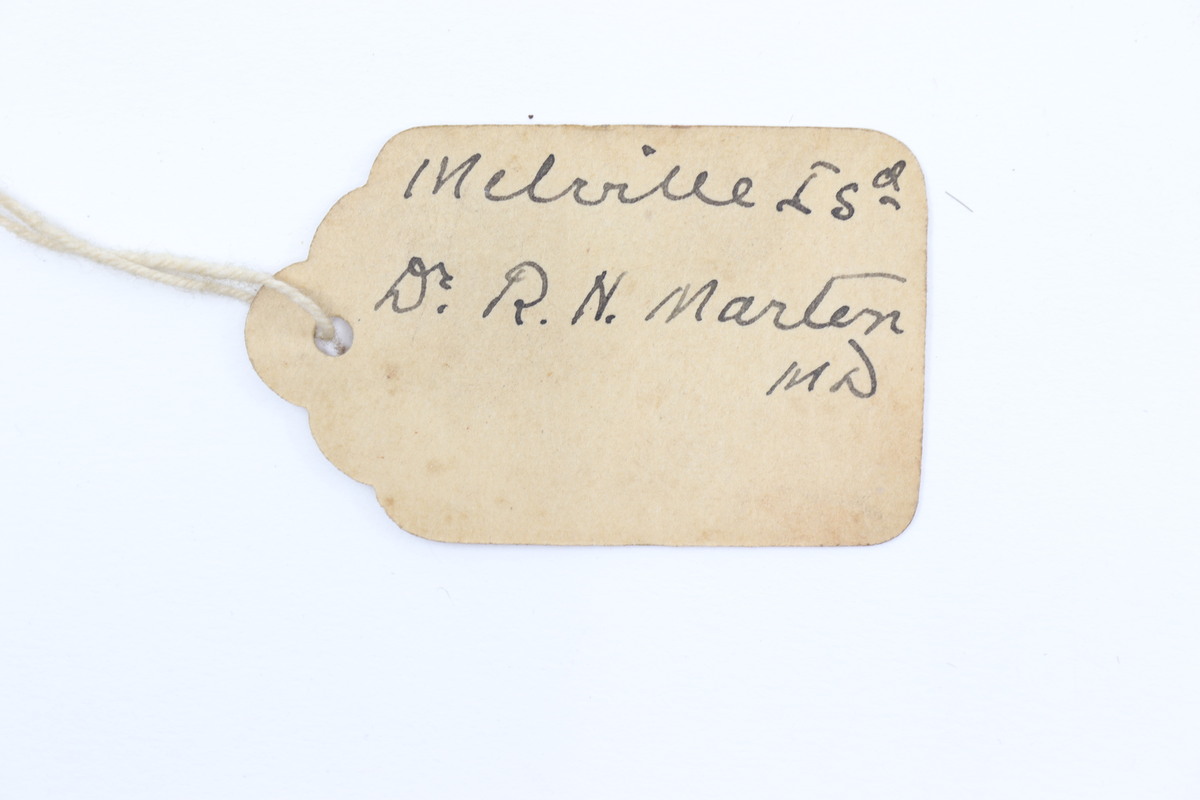 Melville Isd
Dr. R. H. Marten
MD